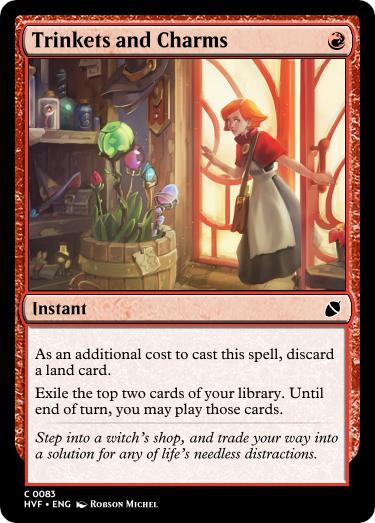 Trinkets and Charms
Instant
As an additional cost to cast this spell, discard
a land card.
Exile the top two cards of your library. Until
end of turn, you may play those cards.
Step into a witch's shop, and trade your way into
a solution for any of life's needless distractions.
C 0083
HVF • ENG Robson Michel